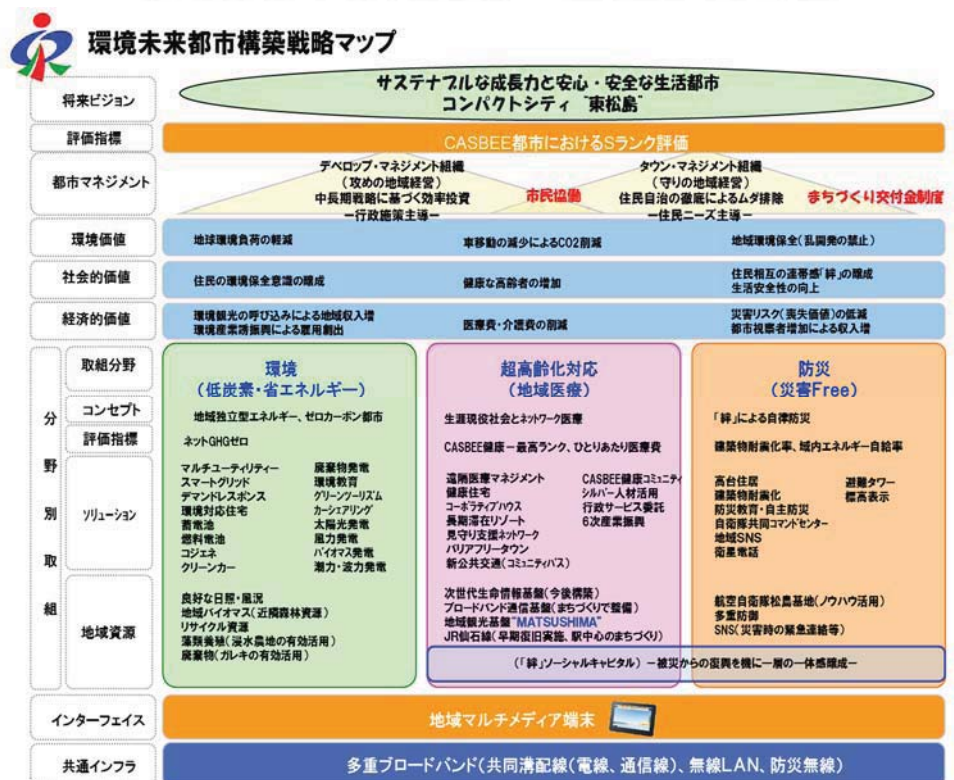 環境未来都市構築戦略マップ
将来ビジョン
サステナブルな成長力と安心・安全な生活都市
コンパクトシティ "東松島"
評価指標
CASBEE都市におけるSランク評価
都市マネジメント
デベロップ・マネジメント組織
(攻めの地域経営)
中長期戦略に基づく効率投資
ー行政施策主導ー
市民協働
タウン・マネジメント組織
(守りの地域経営)
住民自治の徹底によるムダ排除
ー住民ニーズ主導ー
まちづくり交付金制度
環境価値
地球環境負荷の軽減
車移動の減少によるCO2削減
地域環境保全(乱開発の禁止)
社会的価値
住民の環境保全意識の醸成
健康な高齢者の増加
住民相互の連帯感「絆」の醸成
生活安全性の向上
経済的価値
環境観光の呼び込みによる地域収入増
環境産業誘振興による雇用創出
医療費・介護費の削減
災害リスク(喪失価値)の低減
都市視察者増加による収入増
分野別取組
取組分野
コンセプト
評価指標
ソリューション
地域資源
環境
(低炭素・省エネルギー)
地域独立型エネルギー、ゼロカーボン都市
ネットGHGゼロ
マルチユーティリティー
スマートグリッド
デマンドレスポンス
環境対応住宅
蓄電池
燃料電池
コジェネ
クリーンカー
廃棄物発電
環境教育
グリーンツーリズム
カーシェアリング
太陽光発電
風力発電
バイオマス発電
潮力・波力発電
良好な日照・風況
地域バイオマス(近隣森林資源)
リサイクル資源
藻類養殖(浸水農地の有効活用)
廃棄物(ガレキの有効活用)
超高齢化対応
(地域医療)
生涯現役社会とネットワーク医療
CASBEE健康ー最高ランク、ひとりあたり医療費
遠隔医療マネジメント
健康住宅
コーポラティブハウス
長期滞在リゾート
見守り支援ネットワーク
バリアフリータウン
新公共交通(コミュニティバス)
CASBEE健康コミュニティ
シルバー人材活用
行政サービス委託
6次産業振興
次世代生命情報基盤(今後構築)
ブロードバンド通信基盤(まちづくりで整備)
地域観光基盤"MATSUSHIMA"
JR仙石線(早期復旧実施、駅中心のまちづくり)
防災
(災害Free)
「絆」による自律防災
建築物耐震化率、域内エネルギー自給率
高台住居
建築物耐震化
防災教育・自主防災
自衛隊共同コマンドセンター
地域SNS
衛星電話
避難タワー
標高表示
航空自衛隊松島基地(ノウハウ活用)
多重防御
SNS(災害時の緊急連絡等)
(「絆」ソーシャルキャピタル) ー被災からの復興を機に一層の一体感醸成ー
インターフェイス
地域マルチメディア端末
共通インフラ
多重ブロードバンド(共同溝配線(電線、通信線)、無線LAN、防災無線)